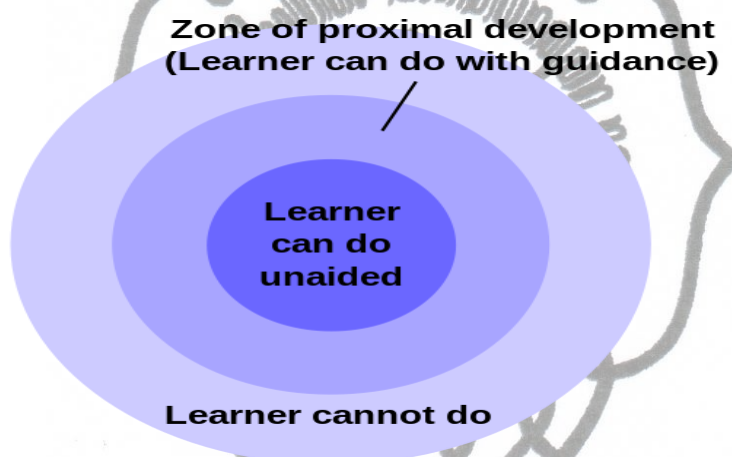 Zone of proximal development
(Learner can do with guidance)
Learner
can do
unaided
Learner cannot do